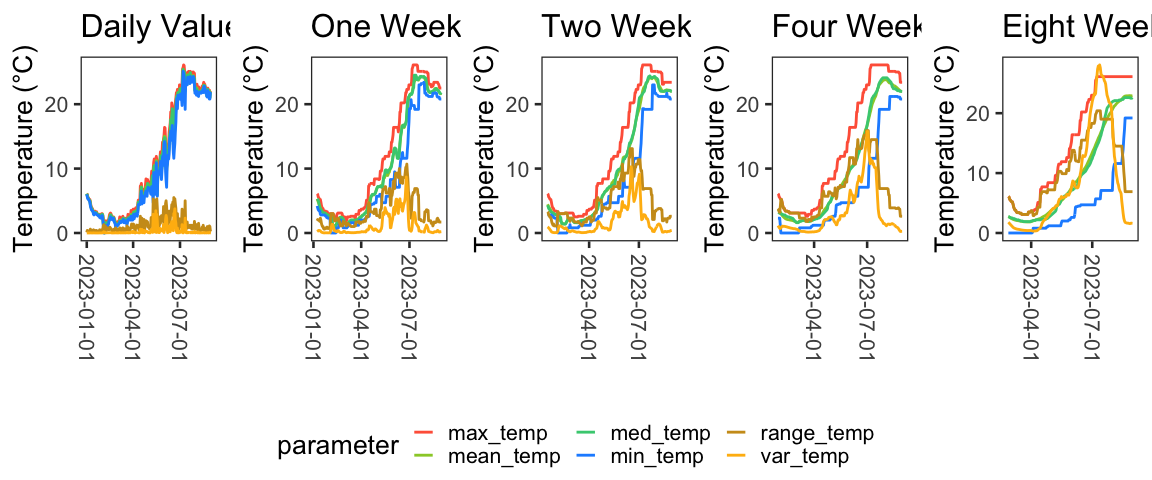 Daily Value
One Week
Two Week
Four Week
Eight Week
Temperature (°C)
0
10
20
2023-01-01
2023-04-01
2023-07-01
Temperature (°C)
0
10
20
2023-01-01
2023-04-01
2023-07-01
Temperature (°C)
0
10
20
2023-04-01
2023-07-01
Temperature (°C)
0
10
20
2023-04-01
2023-07-01
Temperature (°C)
0
10
20
2023-04-01
2023-07-01
parameter
max_temp
mean_temp
med_temp
min_temp
range_temp
var_temp